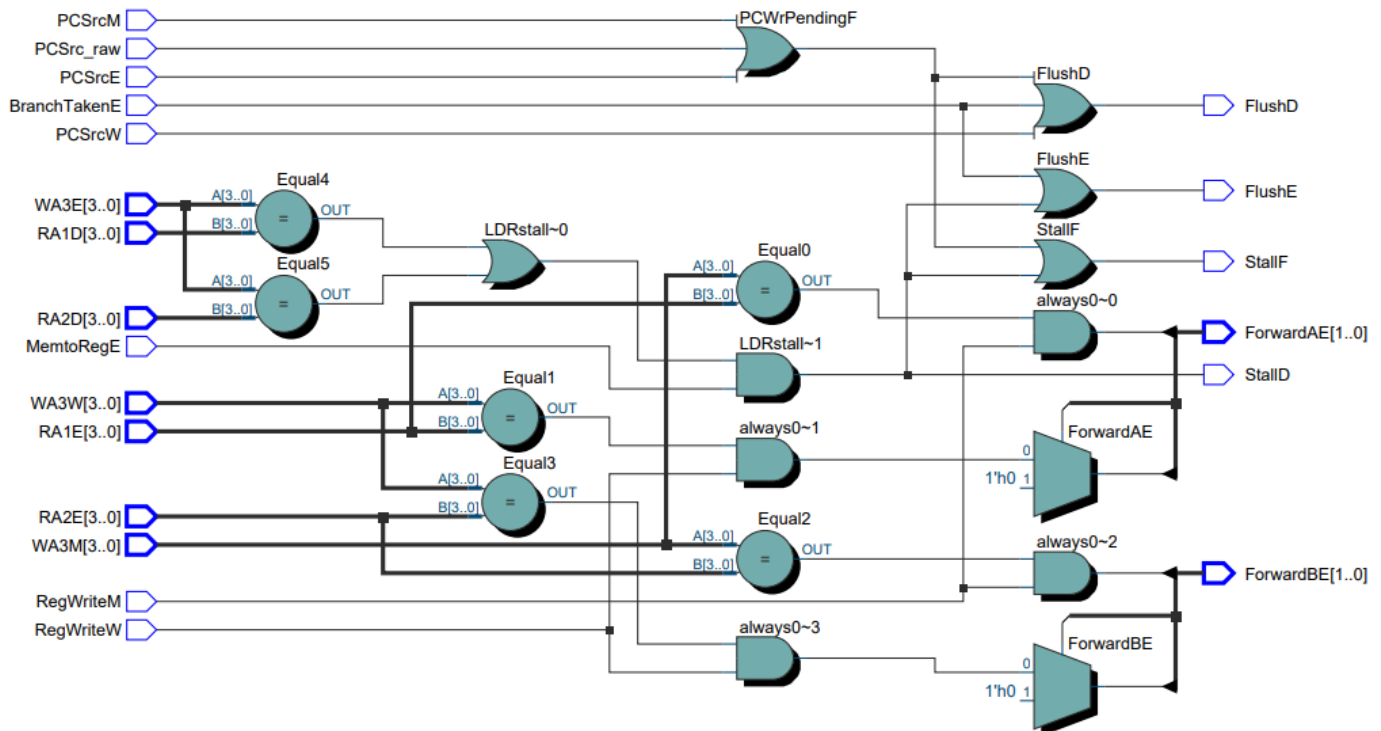 PCSrcM
PCSrc_raw
PCSrcE
BranchTakenE
PCSrcW
PCWrPendingF
FlushD
FlushD
FlushE
FlushE
StallF
StallF
WA3E[3..0]
RA1D[3..0]
A[3..0]
B[3..0]
Equal4
=
OUT
RA2D[3..0]
A[3..0]
B[3..0]
Equal5
=
OUT
MemtoRegE
LDRstall~0
A[3..0]
B[3..0]
Equal0
=
OUT
always0~0
ForwardAE[1..0]
LDRstall~1
StallD
WA3W[3..0]
RA1E[3..0]
A[3..0]
B[3..0]
Equal1
=
OUT
always0~1
ForwardAE
0
1'h0 1
RA2E[3..0]
WA3M[3..0]
A[3..0]
B[3..0]
Equal3
=
OUT
A[3..0]
B[3..0]
Equal2
=
OUT
always0~2
ForwardBE[1..0]
RegWriteM
RegWriteW
always0~3
ForwardBE
0
1'h0 1